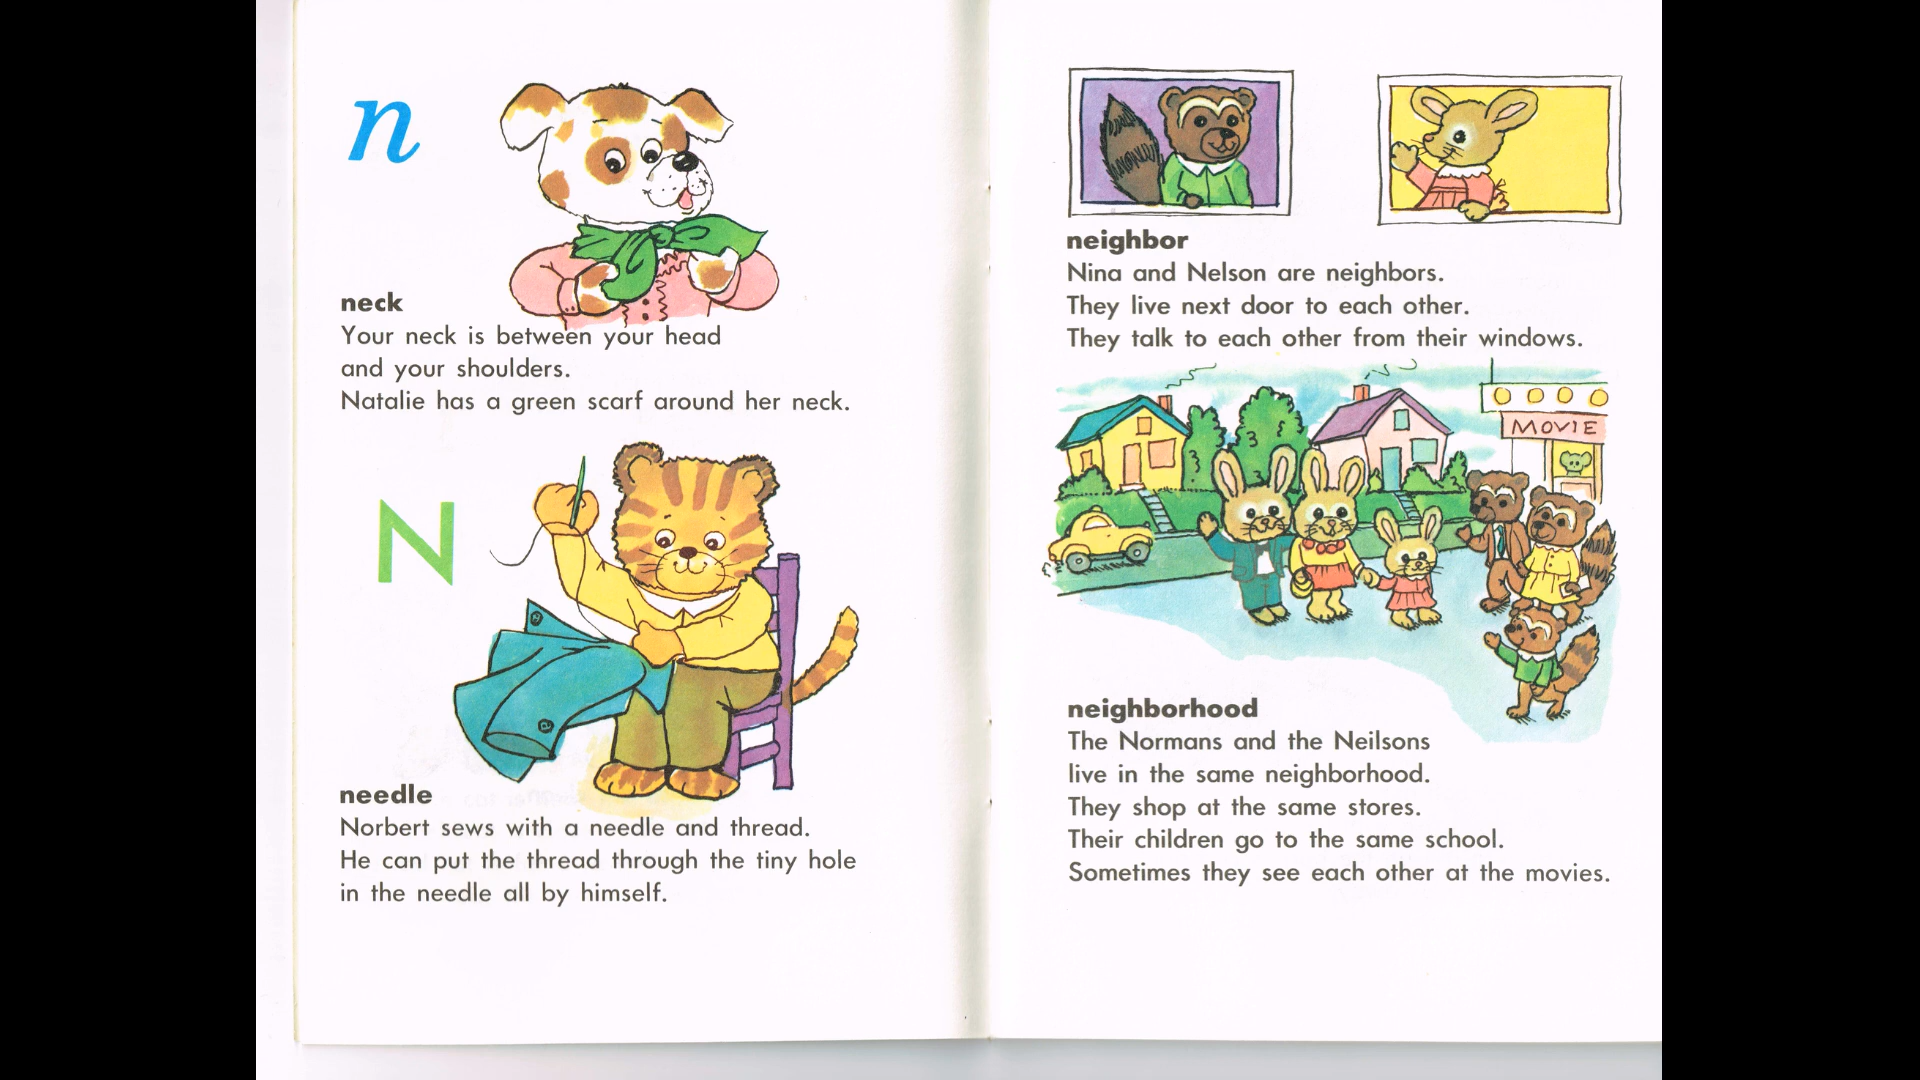 n
neck
Your neck is between your head
and your shoulders.
Natalie has a green scarf around her neck.
N
needle
Norbert sews with a needle and thread.
He can put the thread through the tiny hole
in the needle all by himself.
neighbor
Nina and Nelson are neighbors.
They live next door to each other.
They talk to each other from their windows.
MOVIE
neighborhood
The Normans and the Neilsons
live in the same neighborhood.
They shop at the same stores.
Their children go to the same school.
Sometimes they see each other at the movies.